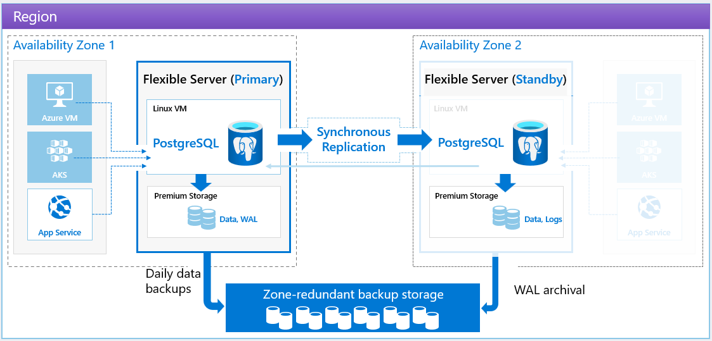 Region
Availability Zone 1
Azure VM
AKS
App Service
Flexible Server (Primary)
Linux VM
PostgreSQL
Premium Storage
Data, WAL
Synchronous
Replication
Availability Zone 2
Flexible Server (Standby)
Linux VM
PostgreSQL
Premium Storage
Data, Logs
Azure VM
AKS
App Service
Daily data
backups
Zone-redundant backup storage
WAL archival